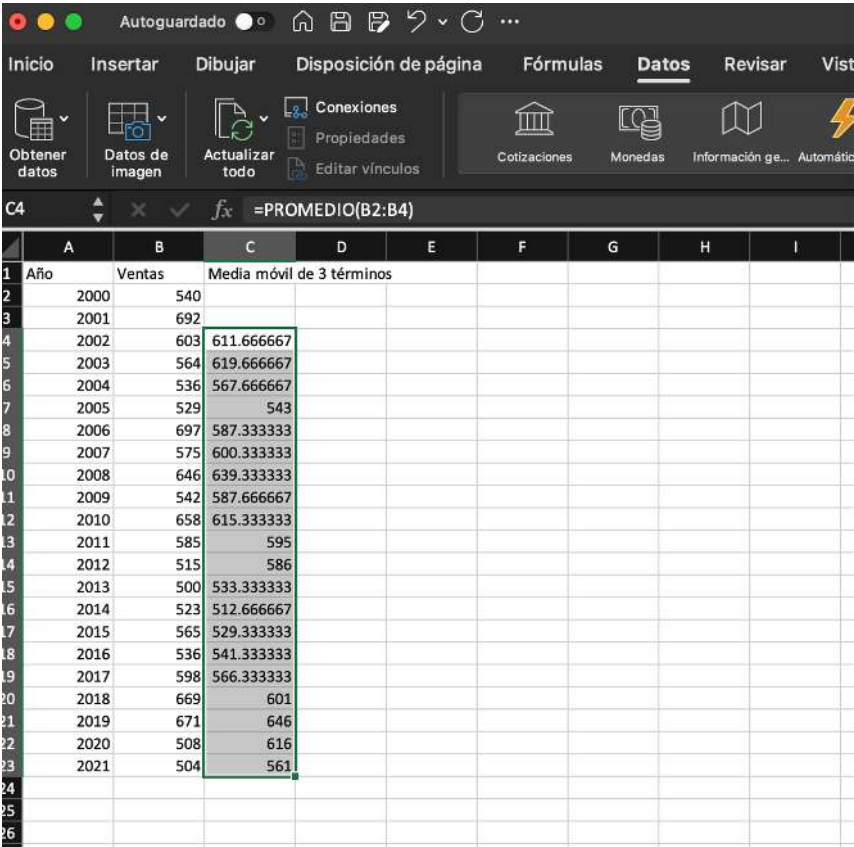 Autoguardado
Inicio Insertar Dibujar Disposición de página Fórmulas Datos Revisar Vist
Obtener datos Datos de imagen Actualizar todo Conexiones Propiedades Editar vínculos Cotizaciones Monedas Información ge... Automátic
C4 fx =PROMEDIO(B2:B4)
A B C D E F G H I
1 Año Ventas Media móvil de 3 términos
2 2000 540
3 2001 692
4 2002 603 611.666667
5 2003 564 619.666667
6 2004 536 567.666667
7 2005 529 543
8 2006 697 587.333333
9 2007 575 600.333333
10 2008 646 639.333333
11 2009 542 587.666667
12 2010 658 615.333333
13 2011 585 595
14 2012 515 586
15 2013 500 533.333333
16 2014 523 512.666667
17 2015 565 529.333333
18 2016 536 541.333333
19 2017 598 566.333333
20 2018 669 601
21 2019 671 646
22 2020 508 616
23 2021 504 561
24
25
26